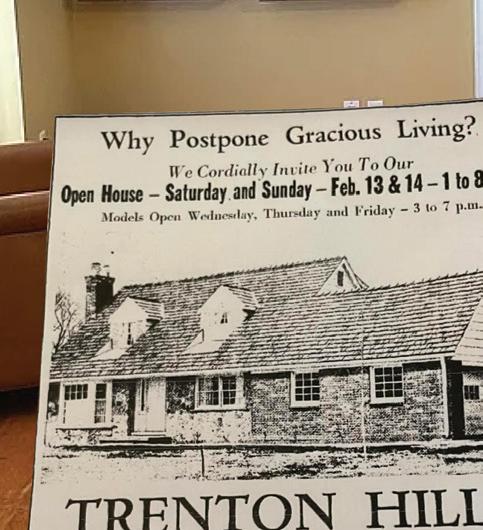 Why Postpone Gracious Living?
We Cordially Invite You To Our
Open House – Saturday and Sunday – Feb. 13 & 14 – 1 to 8
Models Open Wednesday, Thursday and Friday – 3 to 7 p.m.
TRENTON HILL